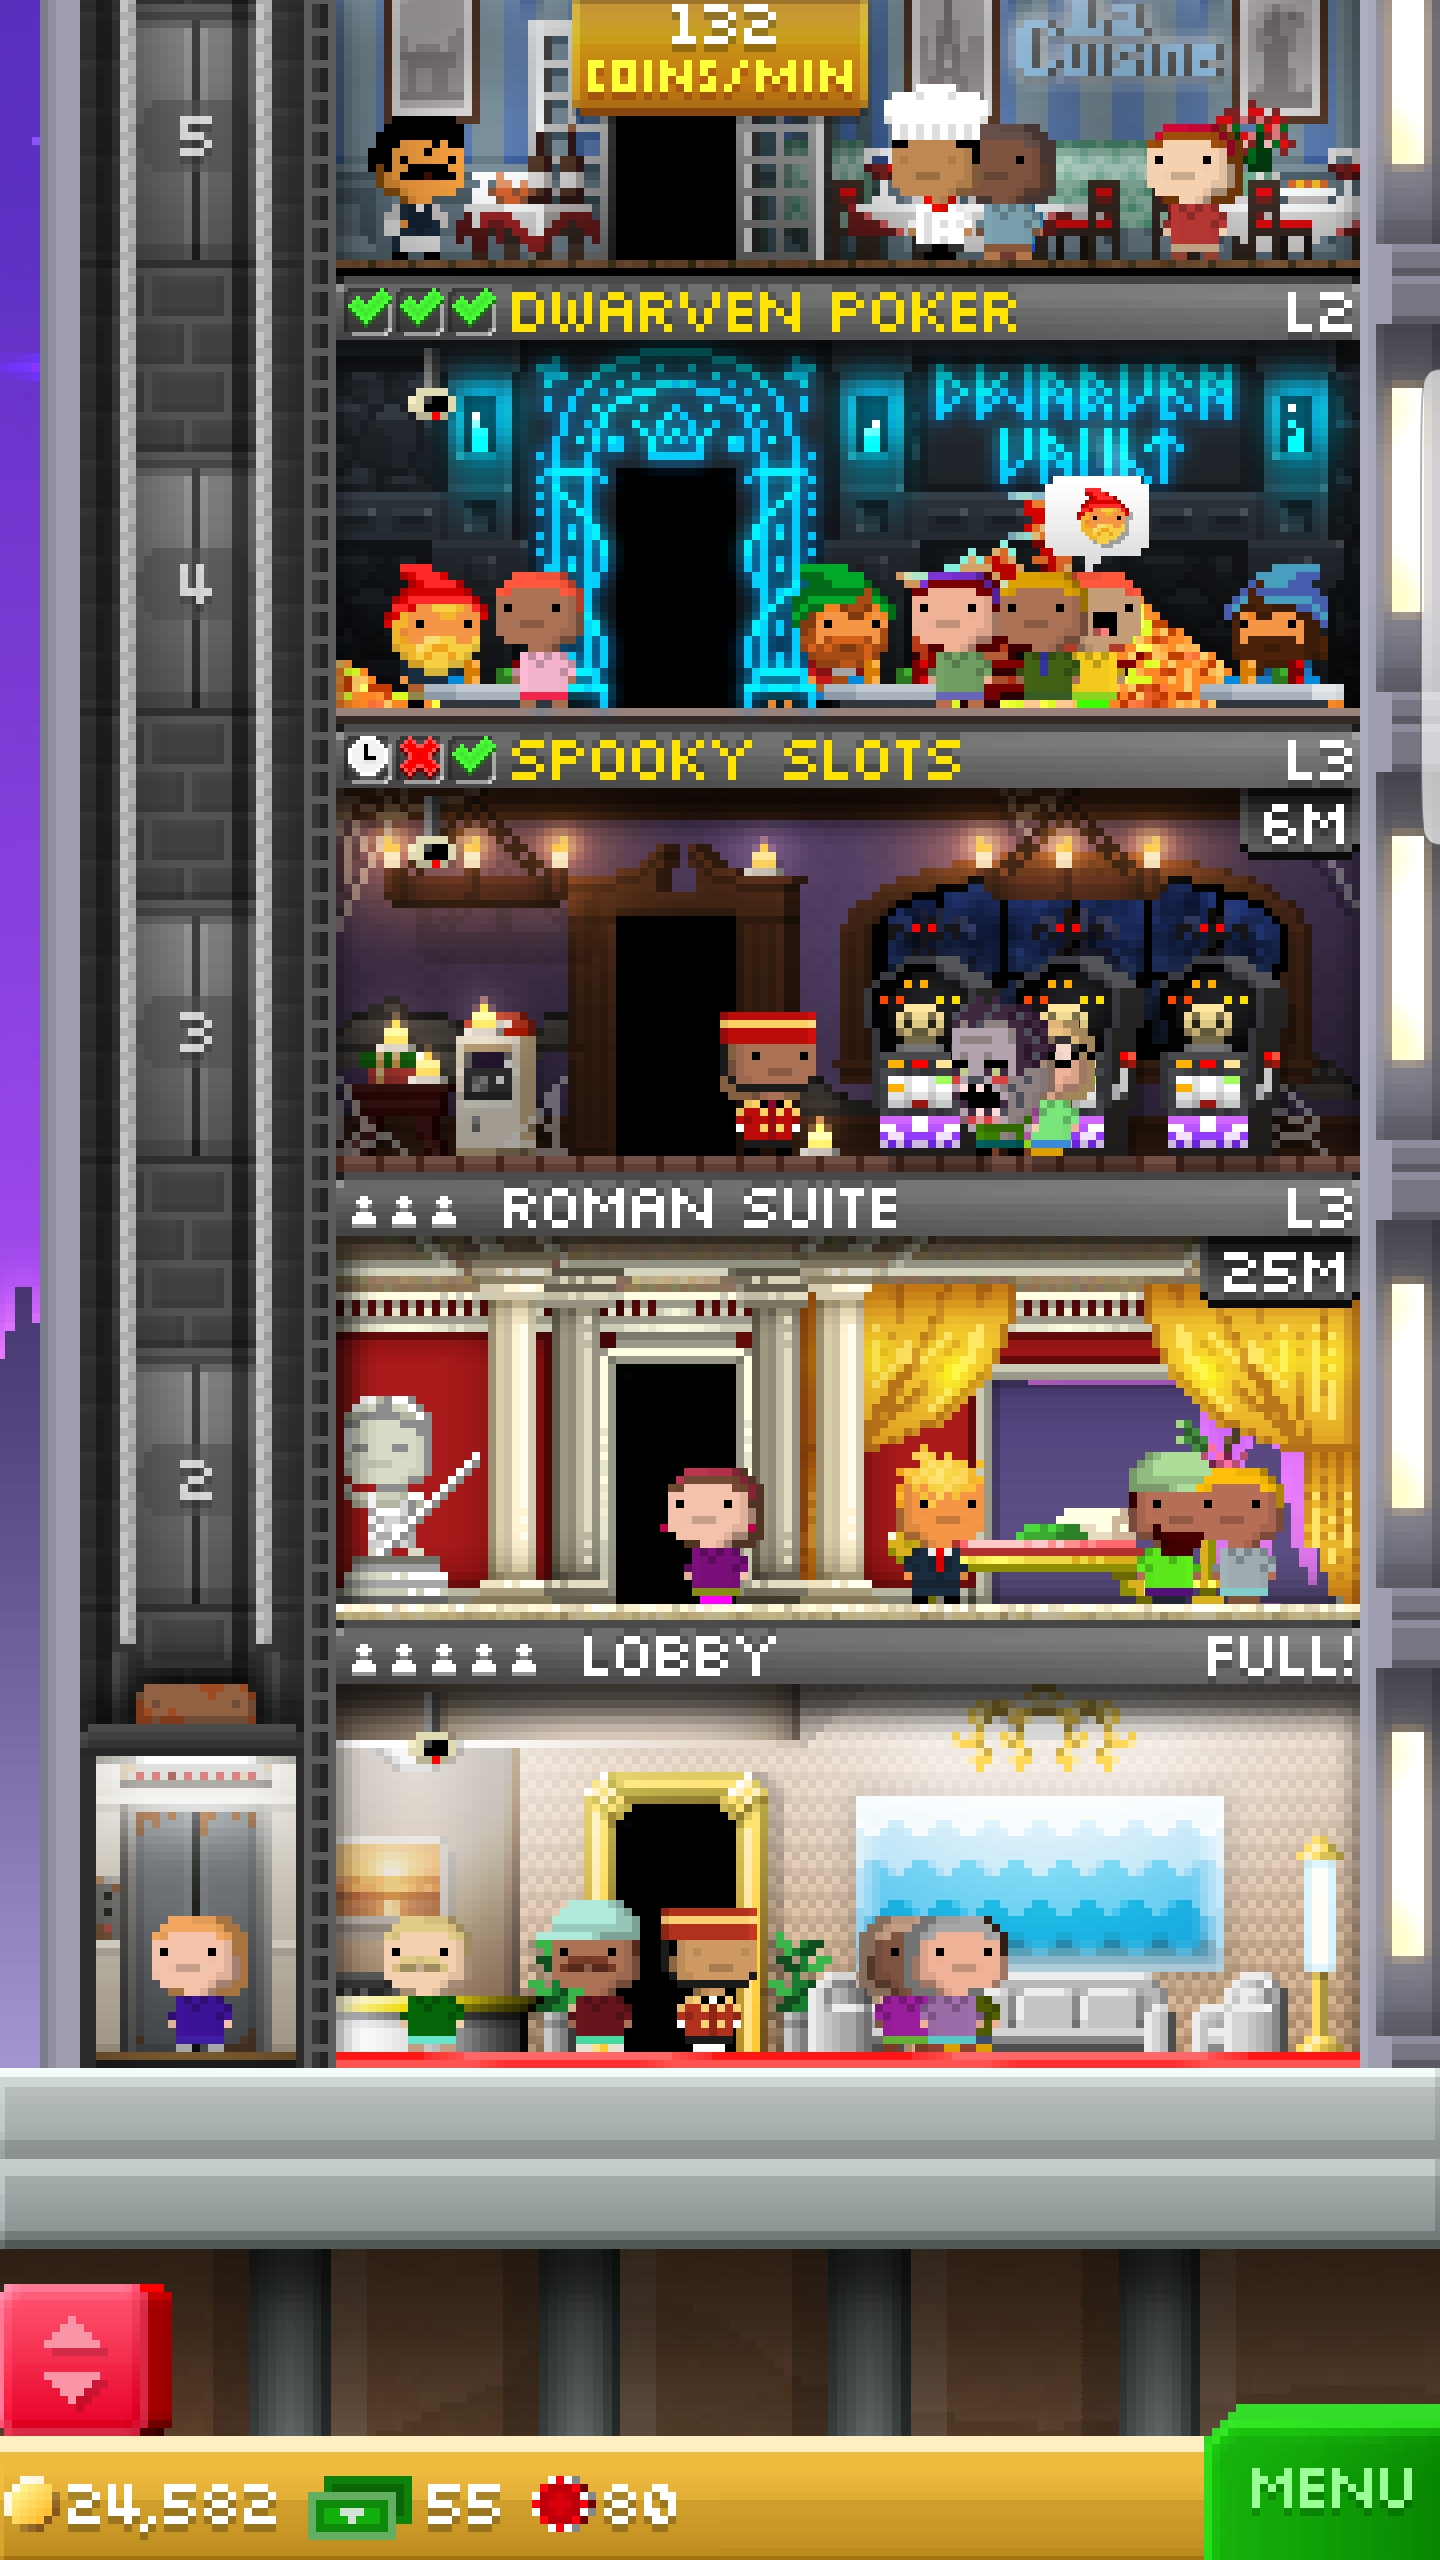 La
Cuisine
132
COINS/MIN
5
DWARVEN POKER L2
DWARVEN
VAULT
4
SPOOKY SLOTS L3
6M
3
ROMAN SUITE L3
25M
2
LOBBY FULL!
24,582 55 80
MENU